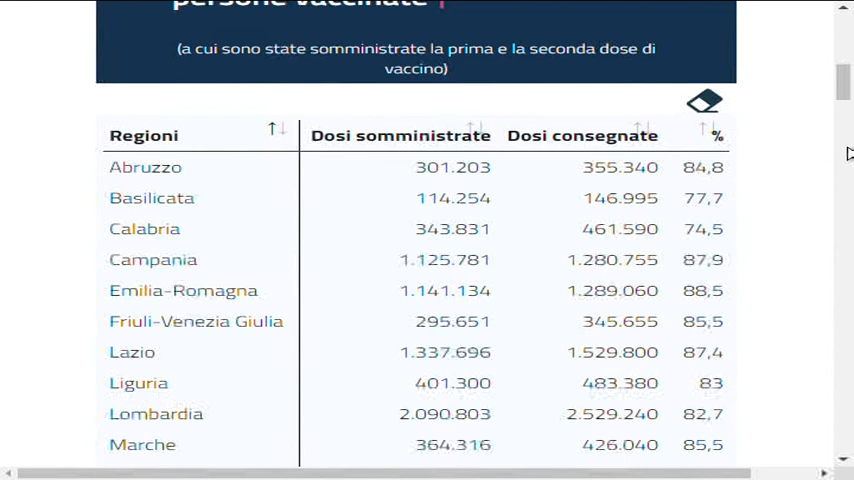 persone vaccinate
(a cui sono state somministrate la prima e la seconda dose di
vaccino)
Regioni Dosi somministrate Dosi consegnate %
Abruzzo 301.203 355.340 84,8
Basilicata 114.254 146.995 77,7
Calabria 343.831 461.590 74,5
Campania 1.125.781 1.280.755 87,9
Emilia-Romagna 1.141.134 1.289.060 88,5
Friuli-Venezia Giulia 295.651 345.655 85,5
Lazio 1.337.696 1.529.800 87,4
Liguria 401.300 483.380 83
Lombardia 2.090.803 2.529.240 82,7
Marche 364.316 426.040 85,5